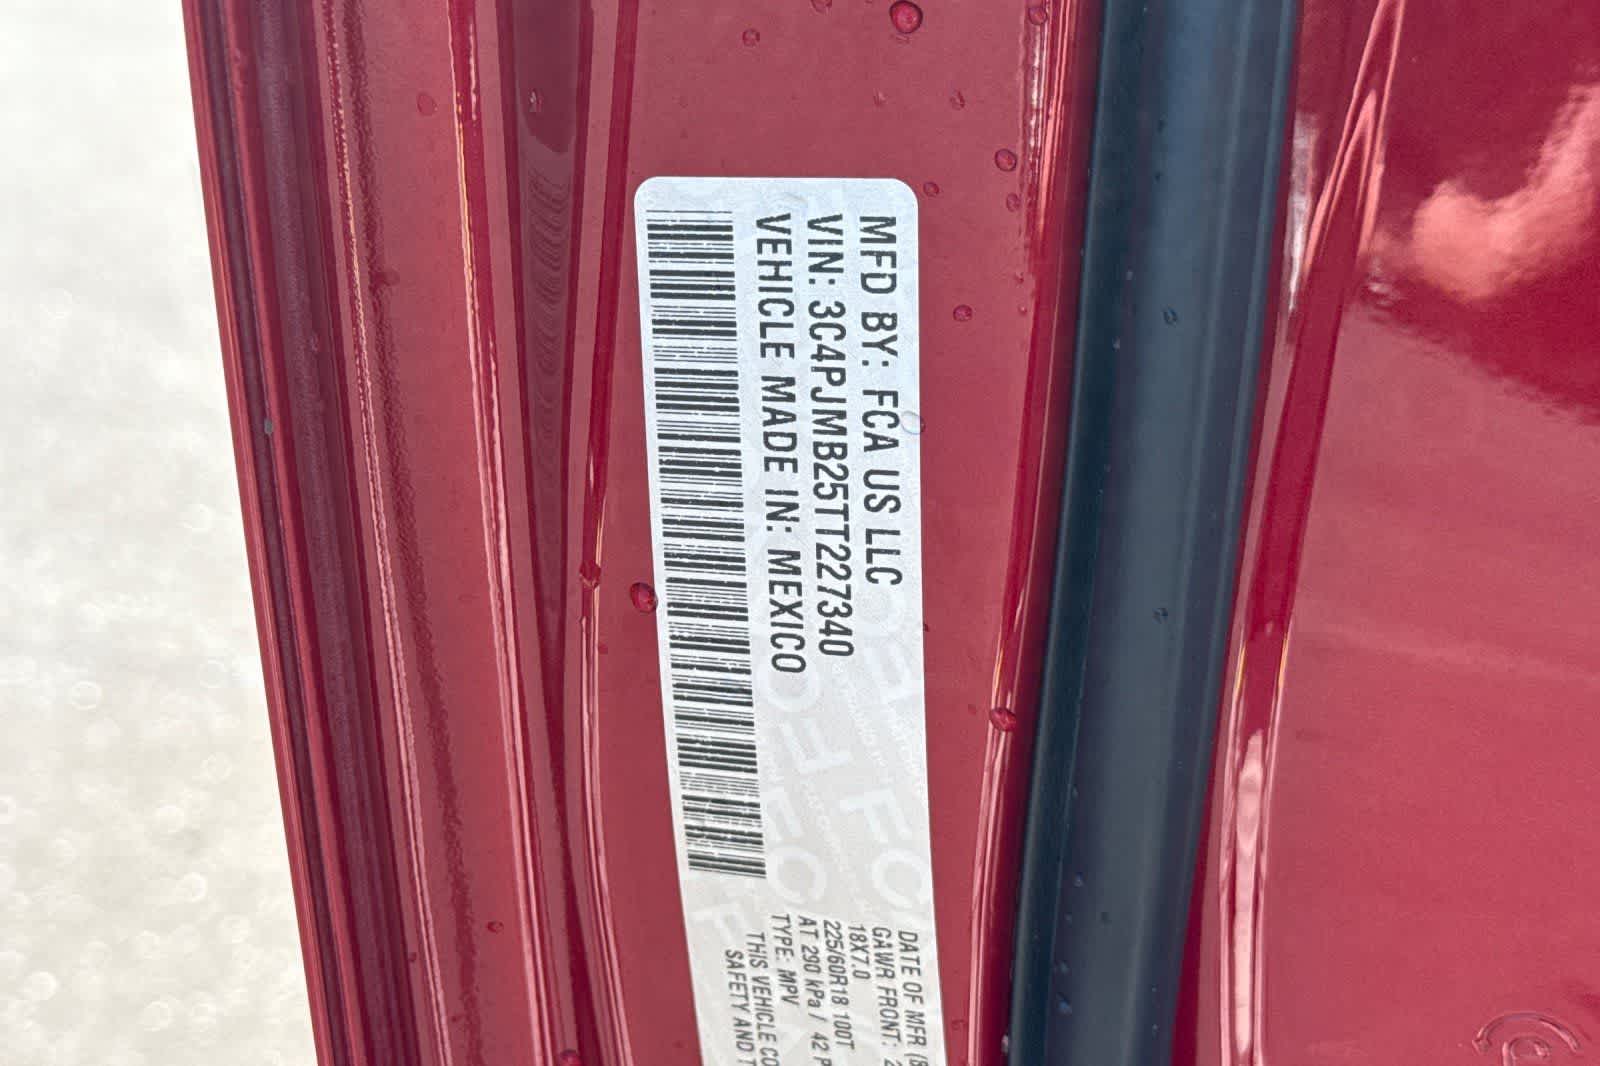 MFD BY: FCA US LLC
VIN: 3C4PJMB25TT227340
VEHICLE MADE IN: MEXICO
DATE OF MFR
GAWR FRONT:
18X7.0
225/60R18 100T
AT 290 kPa / 42
TYPE: MPV
THIS VEHICLE
SAFETY AND